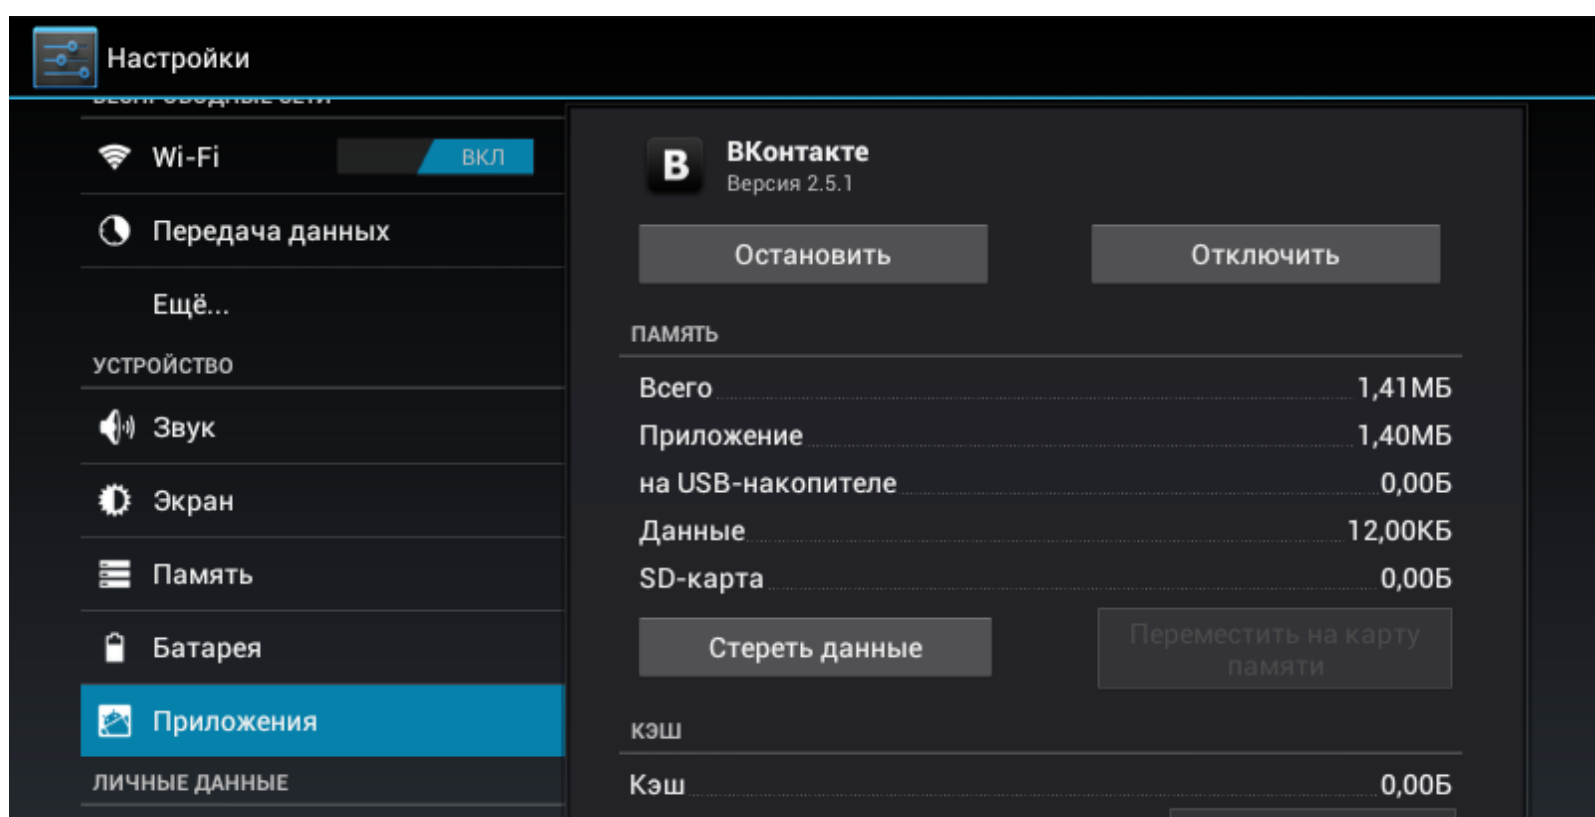 Настройки
БЕСПРОВОДНЫЕ СЕТИ
Wi-Fi
ВКЛ
Передача данных
Ещё...
УСТРОЙСТВО
Звук
Экран
Память
Батарея
Приложения
ЛИЧНЫЕ ДАННЫЕ
В
ВКонтакте
Версия 2.5.1
Остановить
Отключить
ПАМЯТЬ
Всего 1,41МБ
Приложение 1,40МБ
на USB-накопителе 0,00Б
Данные 12,00КБ
SD-карта 0,00Б
Стереть данные
Переместить на карту
памяти
КЭШ
Кэш 0,00Б